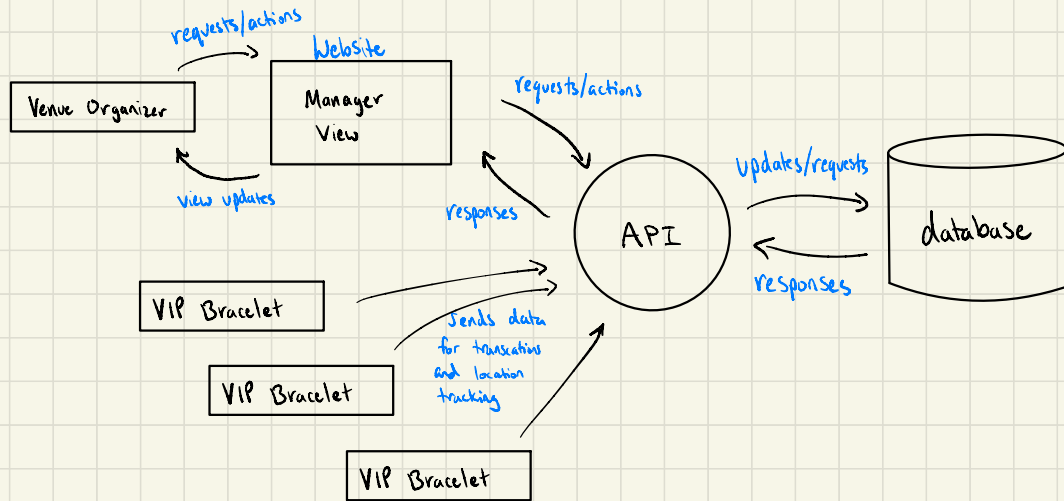 requests/actions
Website
Venue Organizer
Manager
View
view updates
requests/actions
responses
API
updates/requests
responses
database
VIP Bracelet
VIP Bracelet
VIP Bracelet
sends data
for transcations
and location
tracking